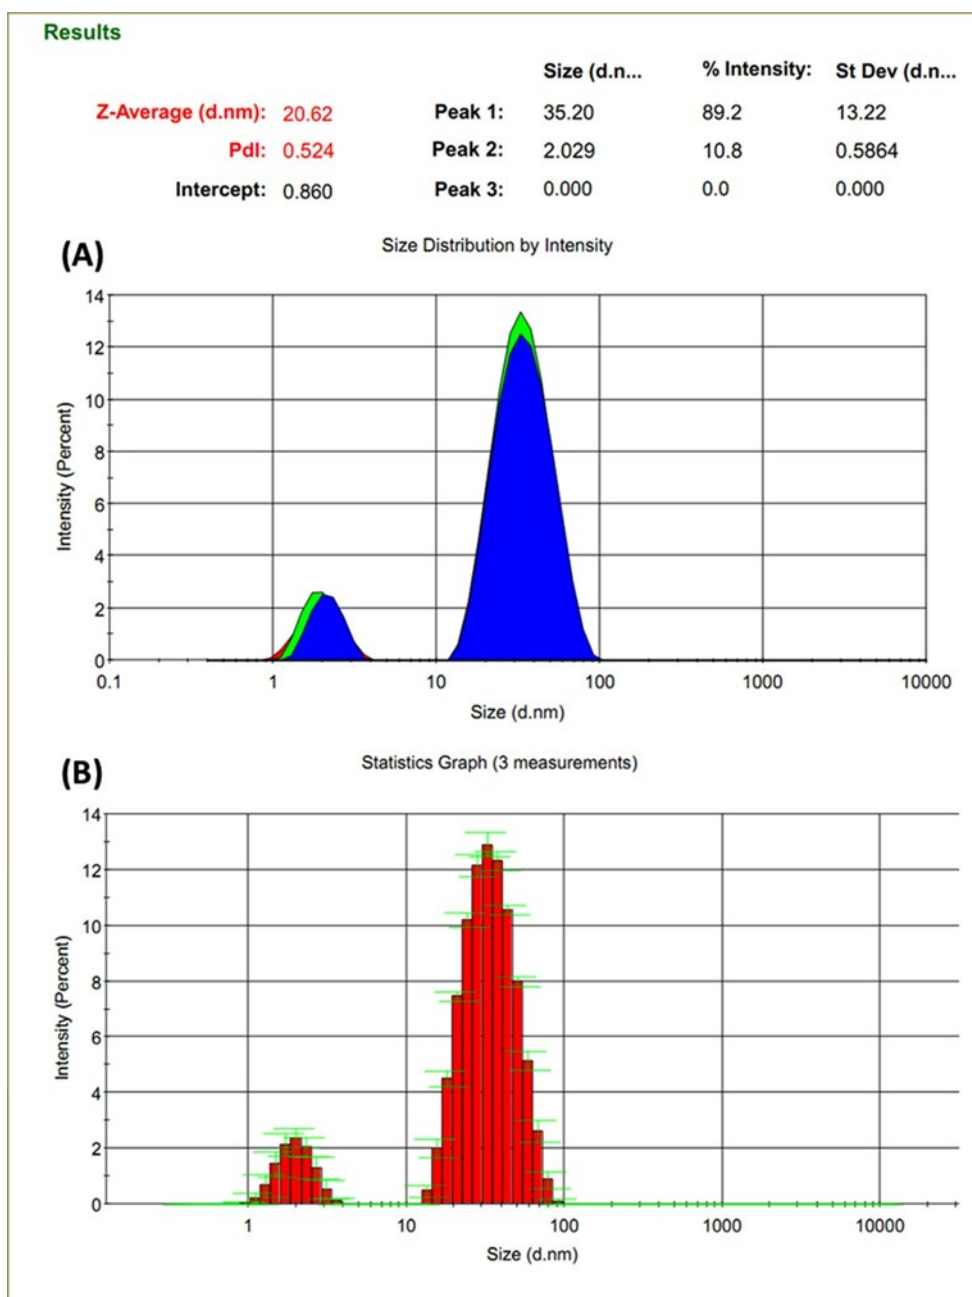 Results
Size (d.n... % Intensity: St Dev (d.n...
Z-Average (d.nm): 20.62 Peak 1: 35.20 89.2 13.22
PdI: 0.524 Peak 2: 2.029 10.8 0.5864
Intercept: 0.860 Peak 3: 0.000 0.0 0.000
(A)
Size Distribution by Intensity
Intensity (Percent)
14
12
10
8
6
4
2
0
0.1 1 10 100 1000 10000
Size (d.nm)
(B)
Statistics Graph (3 measurements)
Intensity (Percent)
14
12
10
8
6
4
2
0
1 10 100 1000 10000
Size (d.nm)